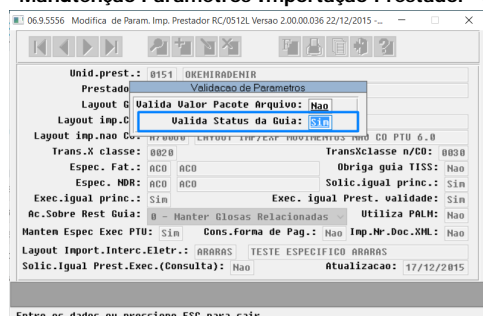 Manutenção Parâmetros Importação Prestador
06.9.5556 Modifica de Param. Imp. Prestador RC/0512L Versao 2.00.00.036 22/12/2015 -...
Unid.prest.: 0151 OKEMIRADENIR
Prestado
Validacao de Parametros
Layout G
Valida Valor Pacote Arquivo: Nao
Layout imp.C
Valida Status da Guia: Sim
Layout imp.nao Co: A70000 LAYOUT IMP/EXP MOVIMENTOS NAO CO PTU 6.0
Trans.X classe: 0020 TransXclasse n/CO: 0030
Espec. Fat.: ACO ACO Obriga guia TISS: Nao
Espec. NDR: ACO ACO Solic.igual princ.: Sim
Exec.igual princ.: Sim Exec. igual Prest. validade: Sim
Ac.Sobre Rest Guia: 0 - Manter Glosas Relacionadas Utiliza PALM: Nao
Mantem Espec Exec PTU: Sim Cons.Forma de Pag.: Nao Imp.Nr.Doc.XML: Nao
Layout Import.Interc.Eletr.: ARARAS TESTE ESPECIFICO ARARAS
Solic.Igual Prest.Exec.(Consulta): Nao Atualizacao: 17/12/2015
Entre os dados ou pressione ESC para sair